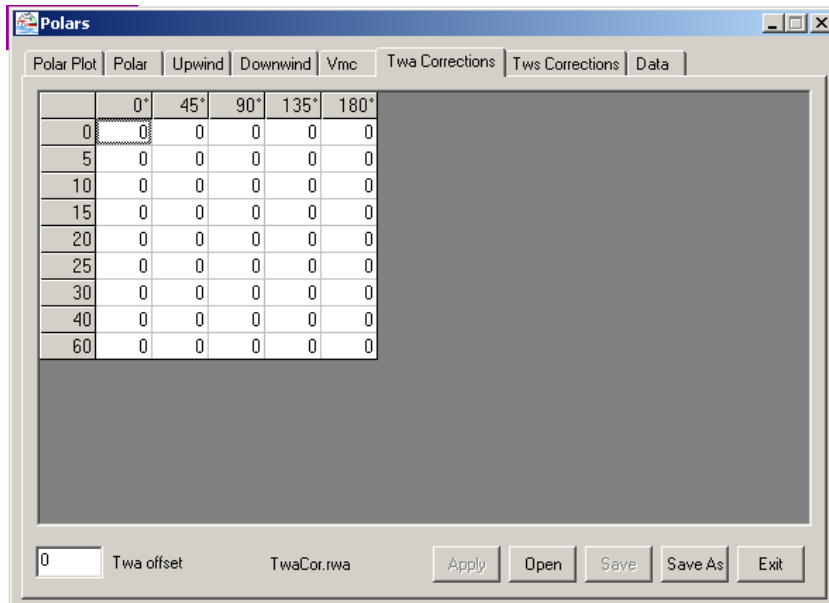 Polars
Polar Plot Polar Upwind Downwind Vmc Twa Corrections Tws Corrections Data
0° 45° 90° 135° 180°
0 0 0 0 0 0
5 0 0 0 0 0
10 0 0 0 0 0
15 0 0 0 0 0
20 0 0 0 0 0
25 0 0 0 0 0
30 0 0 0 0 0
40 0 0 0 0 0
60 0 0 0 0 0
0 Twa offset TwaCor.rwa Apply Open Save Save As Exit